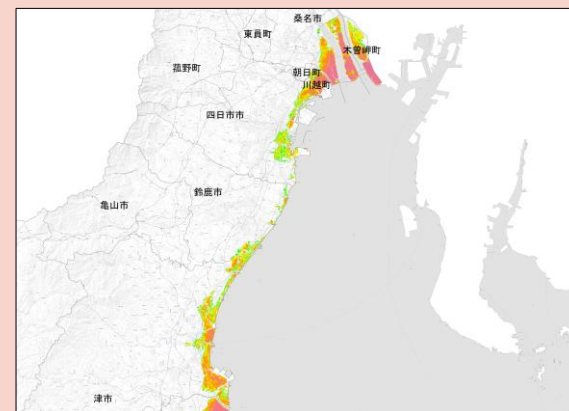 桑名市
東員町
木曽岬町
菰野町
朝日町
川越町
四日市市
鈴鹿市
亀山市
津市